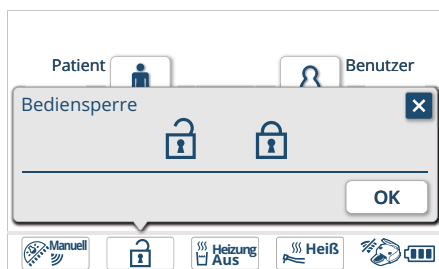 Patient
Benutzer
Bediensperre
OK
Manuell
Heizung
Aus
Heiß